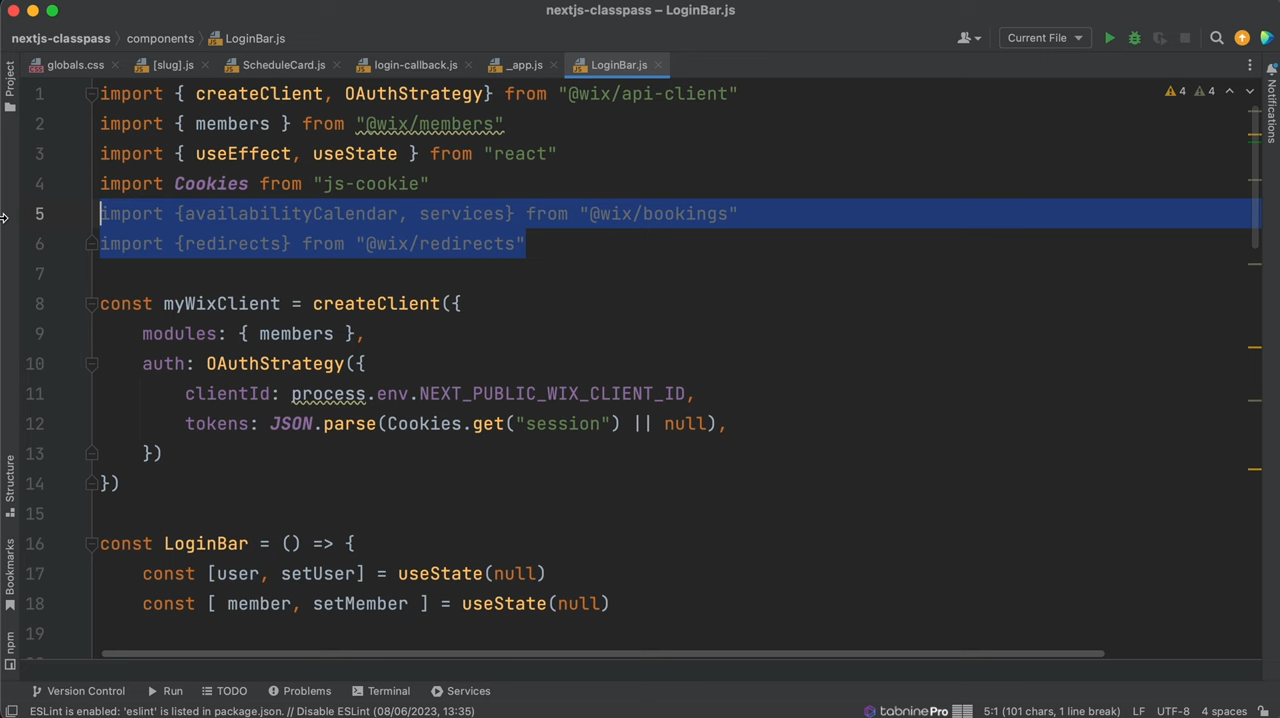 nextjs-classpass – LoginBar.js
nextjs-classpass components LoginBar.js Current File
globals.css [slug].js ScheduleCard.js login-callback.js _app.js LoginBar.js
Project
Structure
Bookmarks
npm
Notifications
4 4
1 import { createClient, OAuthStrategy} from "@wix/api-client"
2 import { members } from "@wix/members"
3 import { useEffect, useState } from "react"
4 import Cookies from "js-cookie"
5 import {availabilityCalendar, services} from "@wix/bookings"
6 import {redirects} from "@wix/redirects"
7
8 const myWixClient = createClient({
9 modules: { members },
10 auth: OAuthStrategy({
11 clientId: process.env.NEXT_PUBLIC_WIX_CLIENT_ID,
12 tokens: JSON.parse(Cookies.get("session") || null),
13 })
14 })
15
16 const LoginBar = () => {
17 const [user, setUser] = useState(null)
18 const [ member, setMember ] = useState(null)
19
Version Control Run TODO Problems Terminal Services
ESLint is enabled: 'eslint' is listed in package.json. // Disable ESLint (08/06/2023, 13:35) tabnine Pro 5:1 (101 chars, 1 line break) LF UTF-8 4 spaces